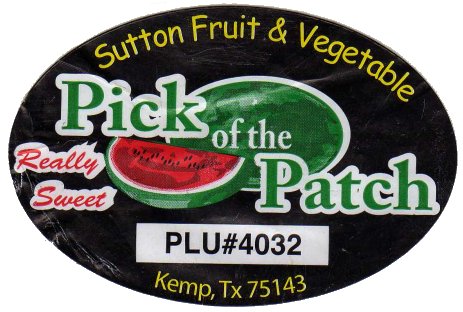 Sutton Fruit & Vegetable
Pick of the
Patch
Really
Sweet
PLU#4032
Kemp, Tx 75143